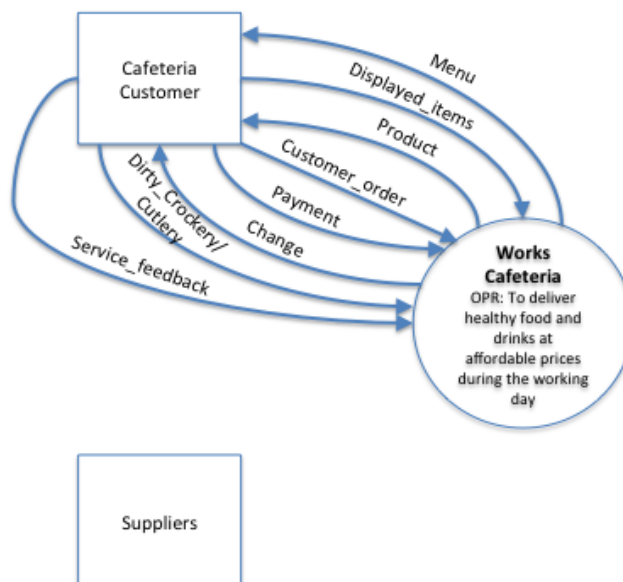 Cafeteria
Customer
Menu
Displayed_items
Product
Customer_order
Payment
Change
Dirty_Crockery/
Cutlery
Service_feedback
Works
Cafeteria
OPR: To deliver
healthy food and
drinks at
affordable prices
during the working
day
Suppliers